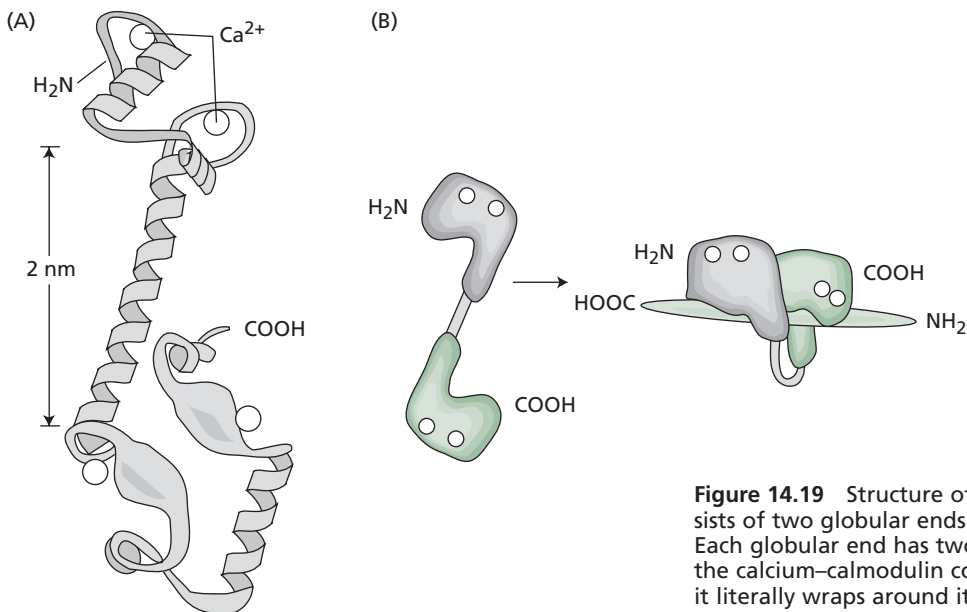 (A)
Ca²⁺
H₂N
2 nm
COOH
(B)
H₂N
COOH
H₂N
COOH
HOOC
NH₂
Figure 14.19 Structure of
sists of two globular ends
Each globular end has two
the calcium–calmodulin co
it literally wraps around it